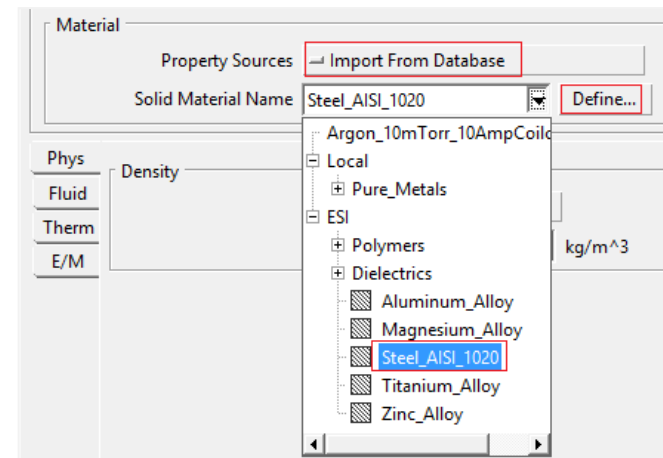 Material
Property Sources Import From Database
Solid Material Name Steel_AISI_1020 Define...
Argon_10mTorr_10AmpCoil
Phys
Density
Local
Fluid
Pure_Metals
ESI
Therm
Polymers kg/m^3
E/M
Dielectrics
Aluminum_Alloy
Magnesium_Alloy
Steel_AISI_1020
Titanium_Alloy
Zinc_Alloy